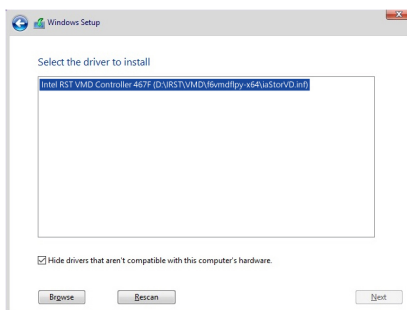 Windows Setup
Select the driver to install
Intel RST VMD Controller 467F (D:\IRST\VMD\f6vmdflpy-x64\iaStorVD.inf)
Hide drivers that aren't compatible with this computer's hardware.
Browse
Rescan
Next